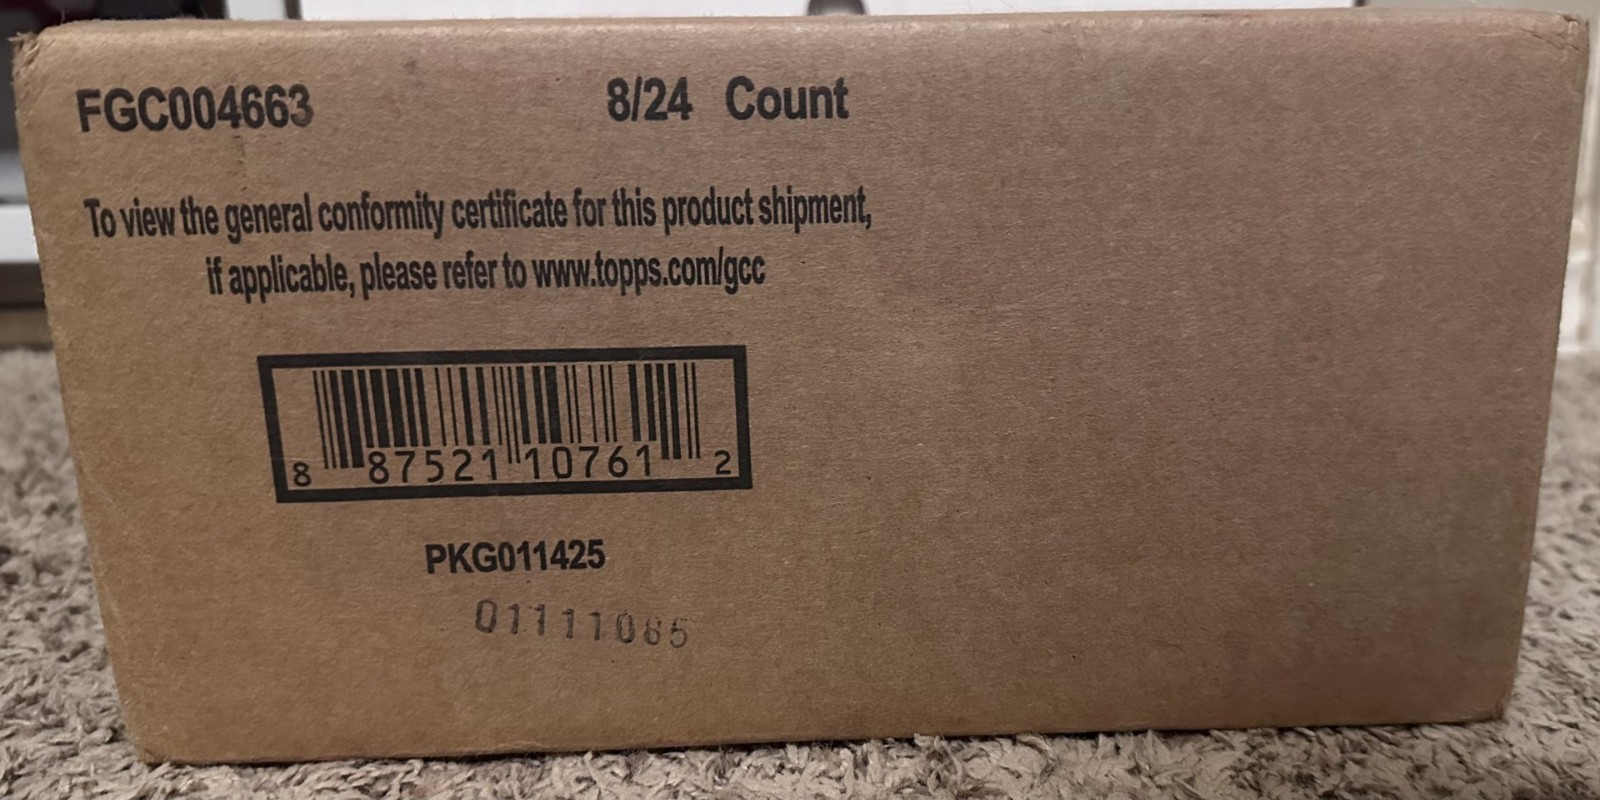 FGC004663 8/24 Count
To view the general conformity certificate for this product shipment,
if applicable, please refer to www.topps.com/gcc
8 87521 10761 2
PKG011425
01111065